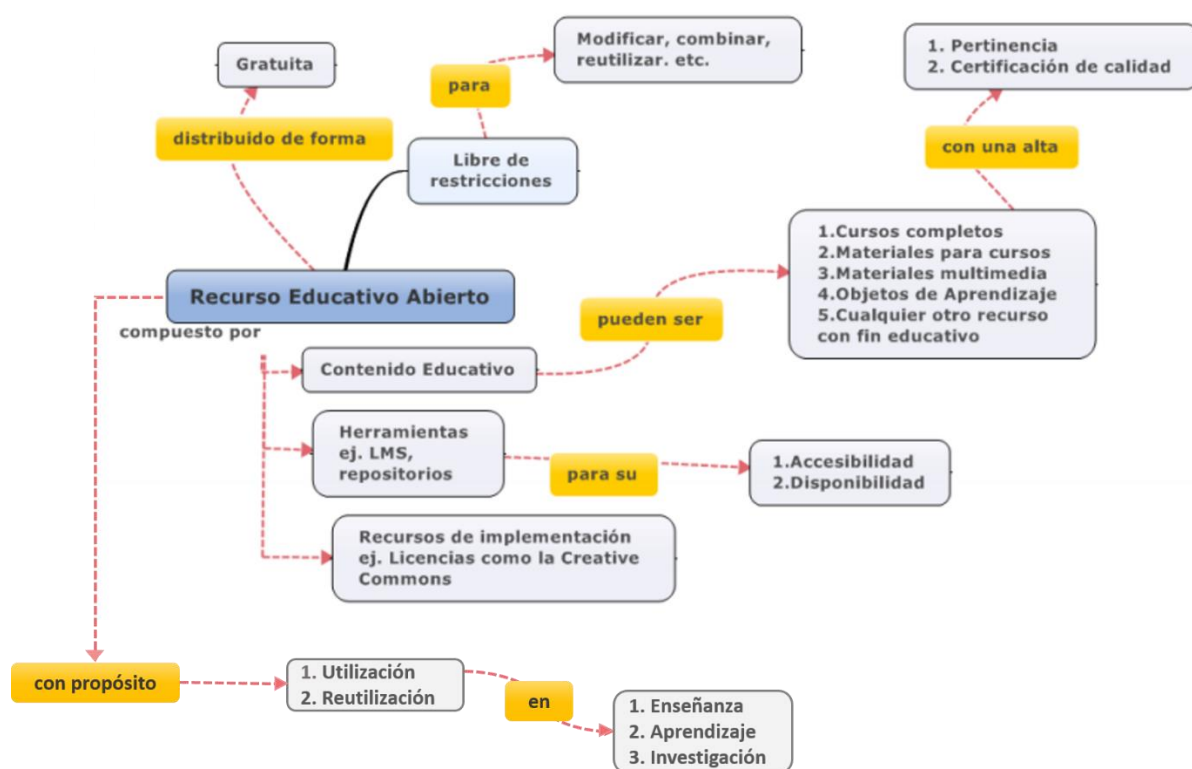 Gratuita
distribuido de forma
Modificar, combinar,
reutilizar. etc.
para
Libre de
restricciones
1. Pertinencia
2. Certificación de calidad
con una alta
1.Cursos completos
2.Materiales para cursos
3.Materiales multimedia
4.Objetos de Aprendizaje
5.Cualquier otro recurso
con fin educativo
Recurso Educativo Abierto
compuesto por
pueden ser
Contenido Educativo
Herramientas
ej. LMS,
repositorios
para su
1.Accesibilidad
2.Disponibilidad
Recursos de implementación
ej. Licencias como la Creative
Commons
con propósito
1. Utilización
2. Reutilización
en
1. Enseñanza
2. Aprendizaje
3. Investigación